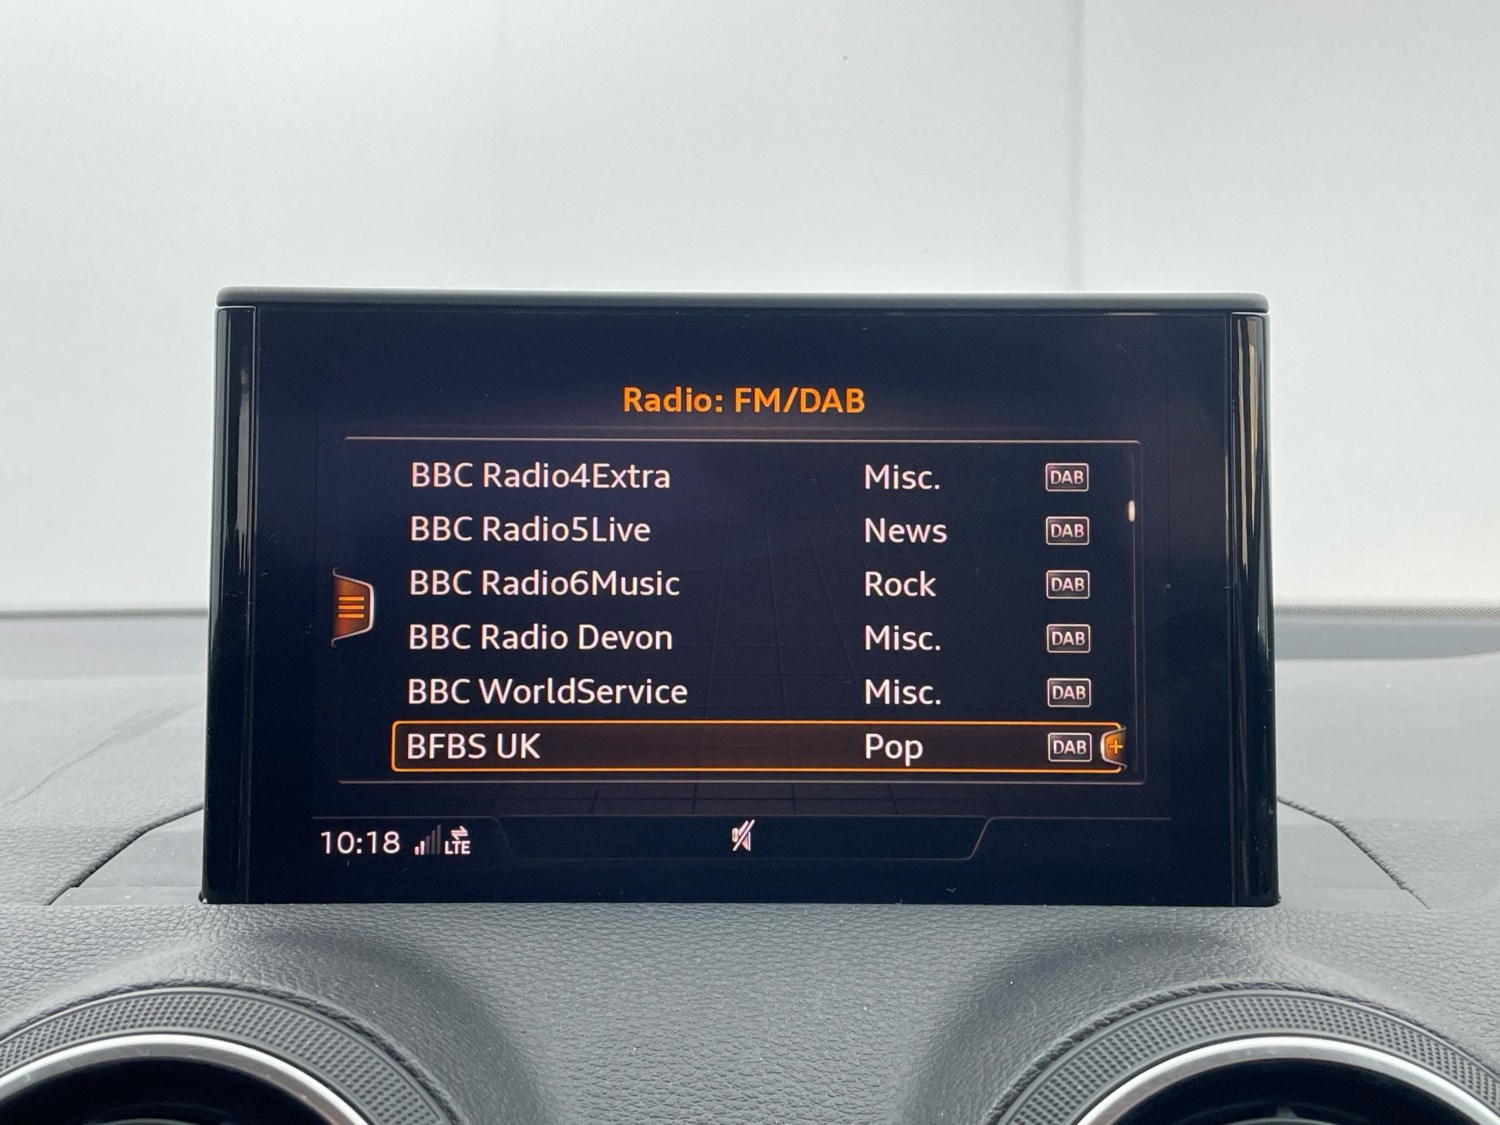 Radio: FM/DAB
BBC Radio4Extra Misc. DAB
BBC Radio5Live News DAB
BBC Radio6Music Rock DAB
BBC Radio Devon Misc. DAB
BBC WorldService Misc. DAB
BFBS UK Pop DAB +
10:18 LTE